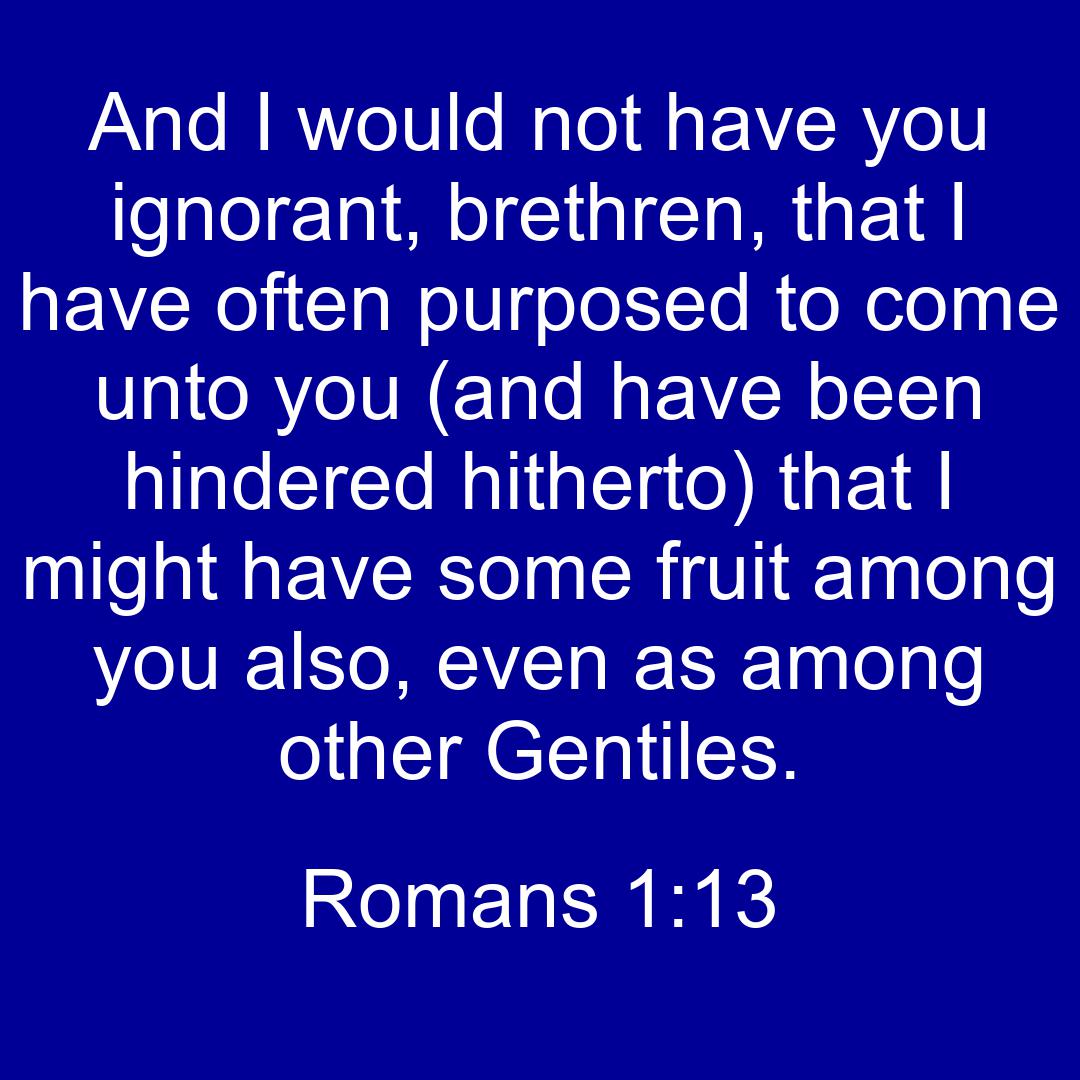 And I would not have you
ignorant, brethren, that I
have often purposed to come
unto you (and have been
hindered hitherto) that I
might have some fruit among
you also, even as among
other Gentiles.
Romans 1:13